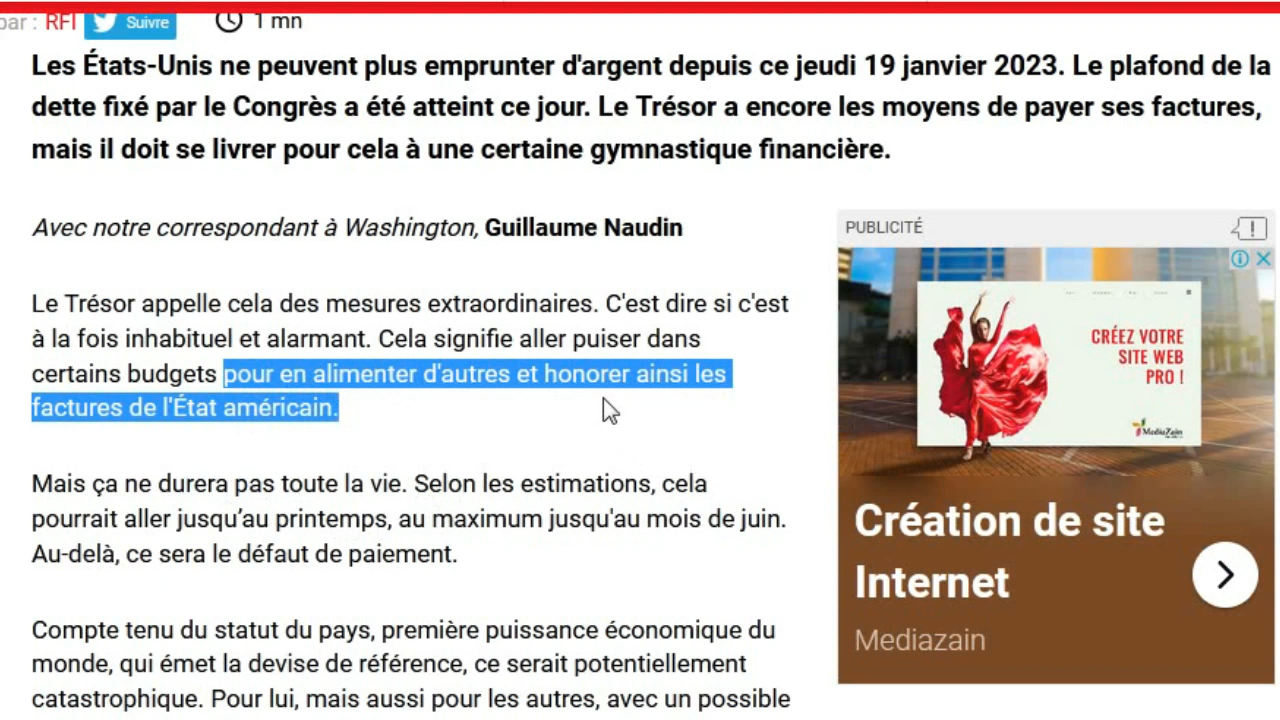 par : RFI Suivre 1 mn
Les États-Unis ne peuvent plus emprunter d'argent depuis ce jeudi 19 janvier 2023. Le plafond de la
dette fixé par le Congrès a été atteint ce jour. Le Trésor a encore les moyens de payer ses factures,
mais il doit se livrer pour cela à une certaine gymnastique financière.
Avec notre correspondant à Washington, Guillaume Naudin
Le Trésor appelle cela des mesures extraordinaires. C'est dire si c'est
à la fois inhabituel et alarmant. Cela signifie aller puiser dans
certains budgets pour en alimenter d'autres et honorer ainsi les
factures de l'État américain.
Mais ça ne durera pas toute la vie. Selon les estimations, cela
pourrait aller jusqu’au printemps, au maximum jusqu'au mois de juin.
Au-delà, ce sera le défaut de paiement.
Compte tenu du statut du pays, première puissance économique du
monde, qui émet la devise de référence, ce serait potentiellement
catastrophique. Pour lui, mais aussi pour les autres, avec un possible
PUBLICITÉ
CRÉEZ VOTRE
SITE WEB
PRO !
MediaZain
Création de site
Internet
Mediazain